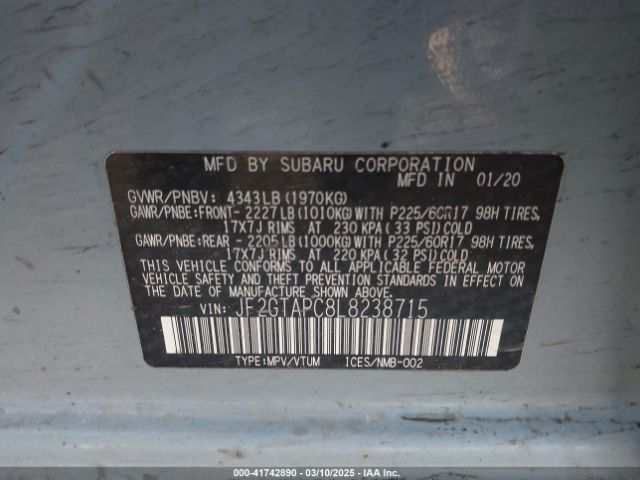 MFD BY SUBARU CORPORATION
MFD IN 01/20
GVWR/PNBV: 4343LB (1970KG)
GAWR/PNBE:FRONT- 2227LB(1010KG)WITH P225/60R17 98H TIRES,
17X7J RIMS AT 230 KPA( 33 PSI)COLD
GAWR/PNBE:REAR - 2205LB(1000KG)WITH P225/60R17 98H TIRES,
17X7J RIMS AT 220 KPA( 32 PSI)COLD
THIS VEHICLE CONFORMS TO ALL APPLICABLE FEDERAL MOTOR
VEHICLE SAFETY AND THEFT PREVENTION STANDARDS IN EFFECT ON
THE DATE OF MANUFACTURE SHOWN ABOVE.
VIN: JF2GTAPC8L8238715
TYPE:MPV/VTUM ICES/NMB-002
© 41742890 - 03/10/2025 - IAA Inc.